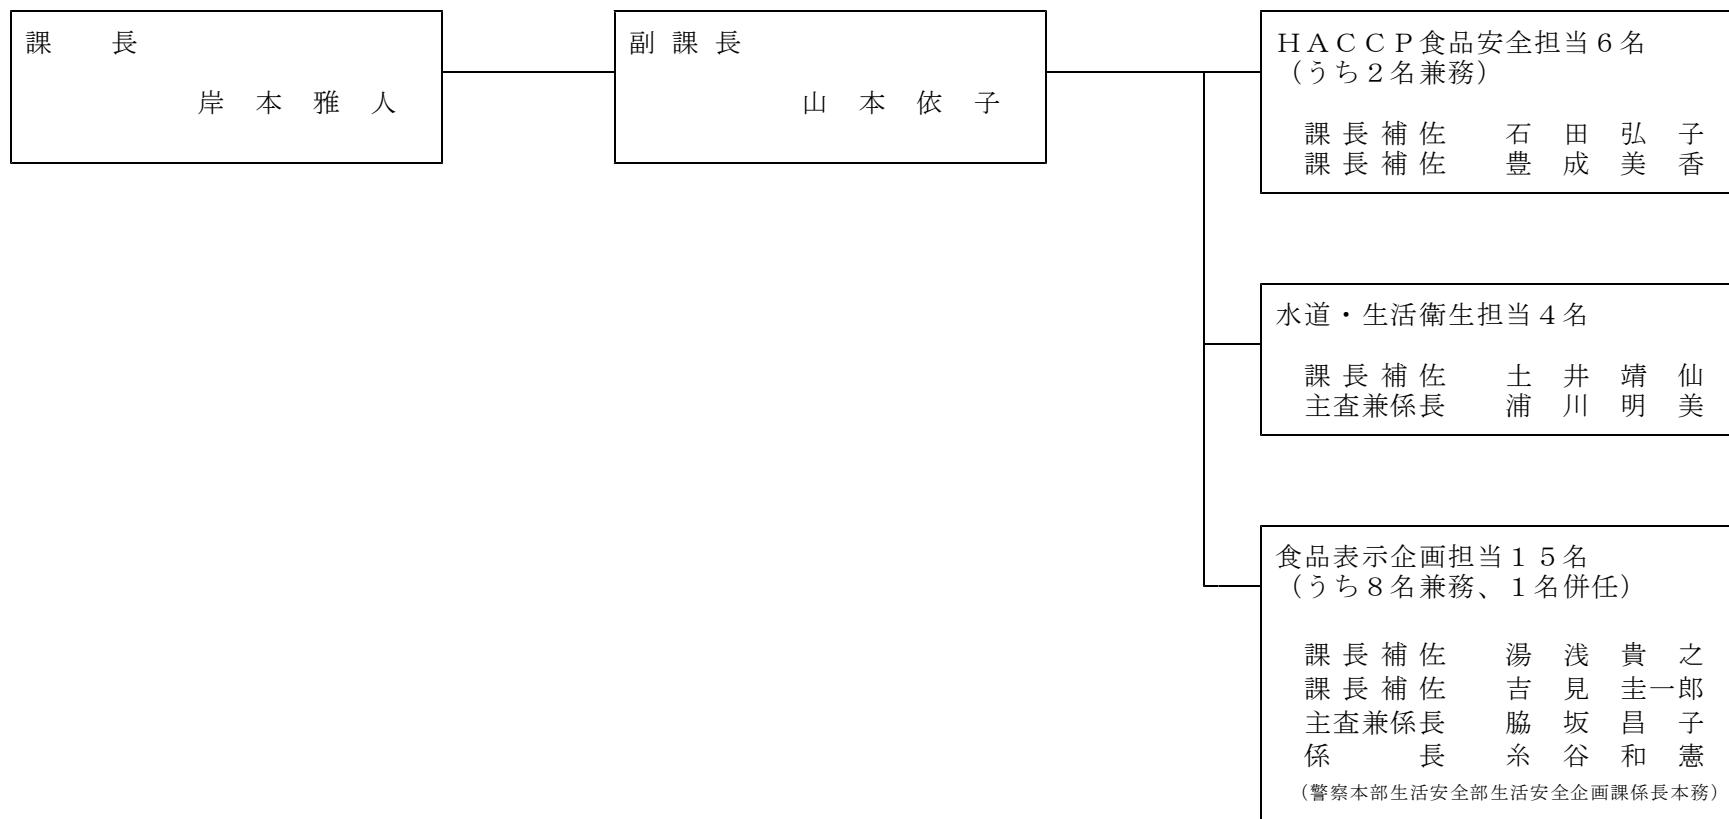 課　　長
岸　本　雅　人
副 課 長
山　本　依　子
ＨＡＣＣＰ食品安全担当６名
（うち２名兼務）
課 長 補 佐　　石　田　弘　子
課 長 補 佐　　豊　成　美　香
水道・生活衛生担当４名
課 長 補 佐　　土　井　靖　仙
主査兼係長　　浦　川　明　美
食品表示企画担当１５名
（うち８名兼務、１名併任）
課 長 補 佐　　湯　浅　貴　之
課 長 補 佐　　吉　見　圭一郎
主査兼係長　　脇　坂　昌　子
係　　　長　　糸　谷　和　憲
（警察本部生活安全部生活安全企画課係長本務）